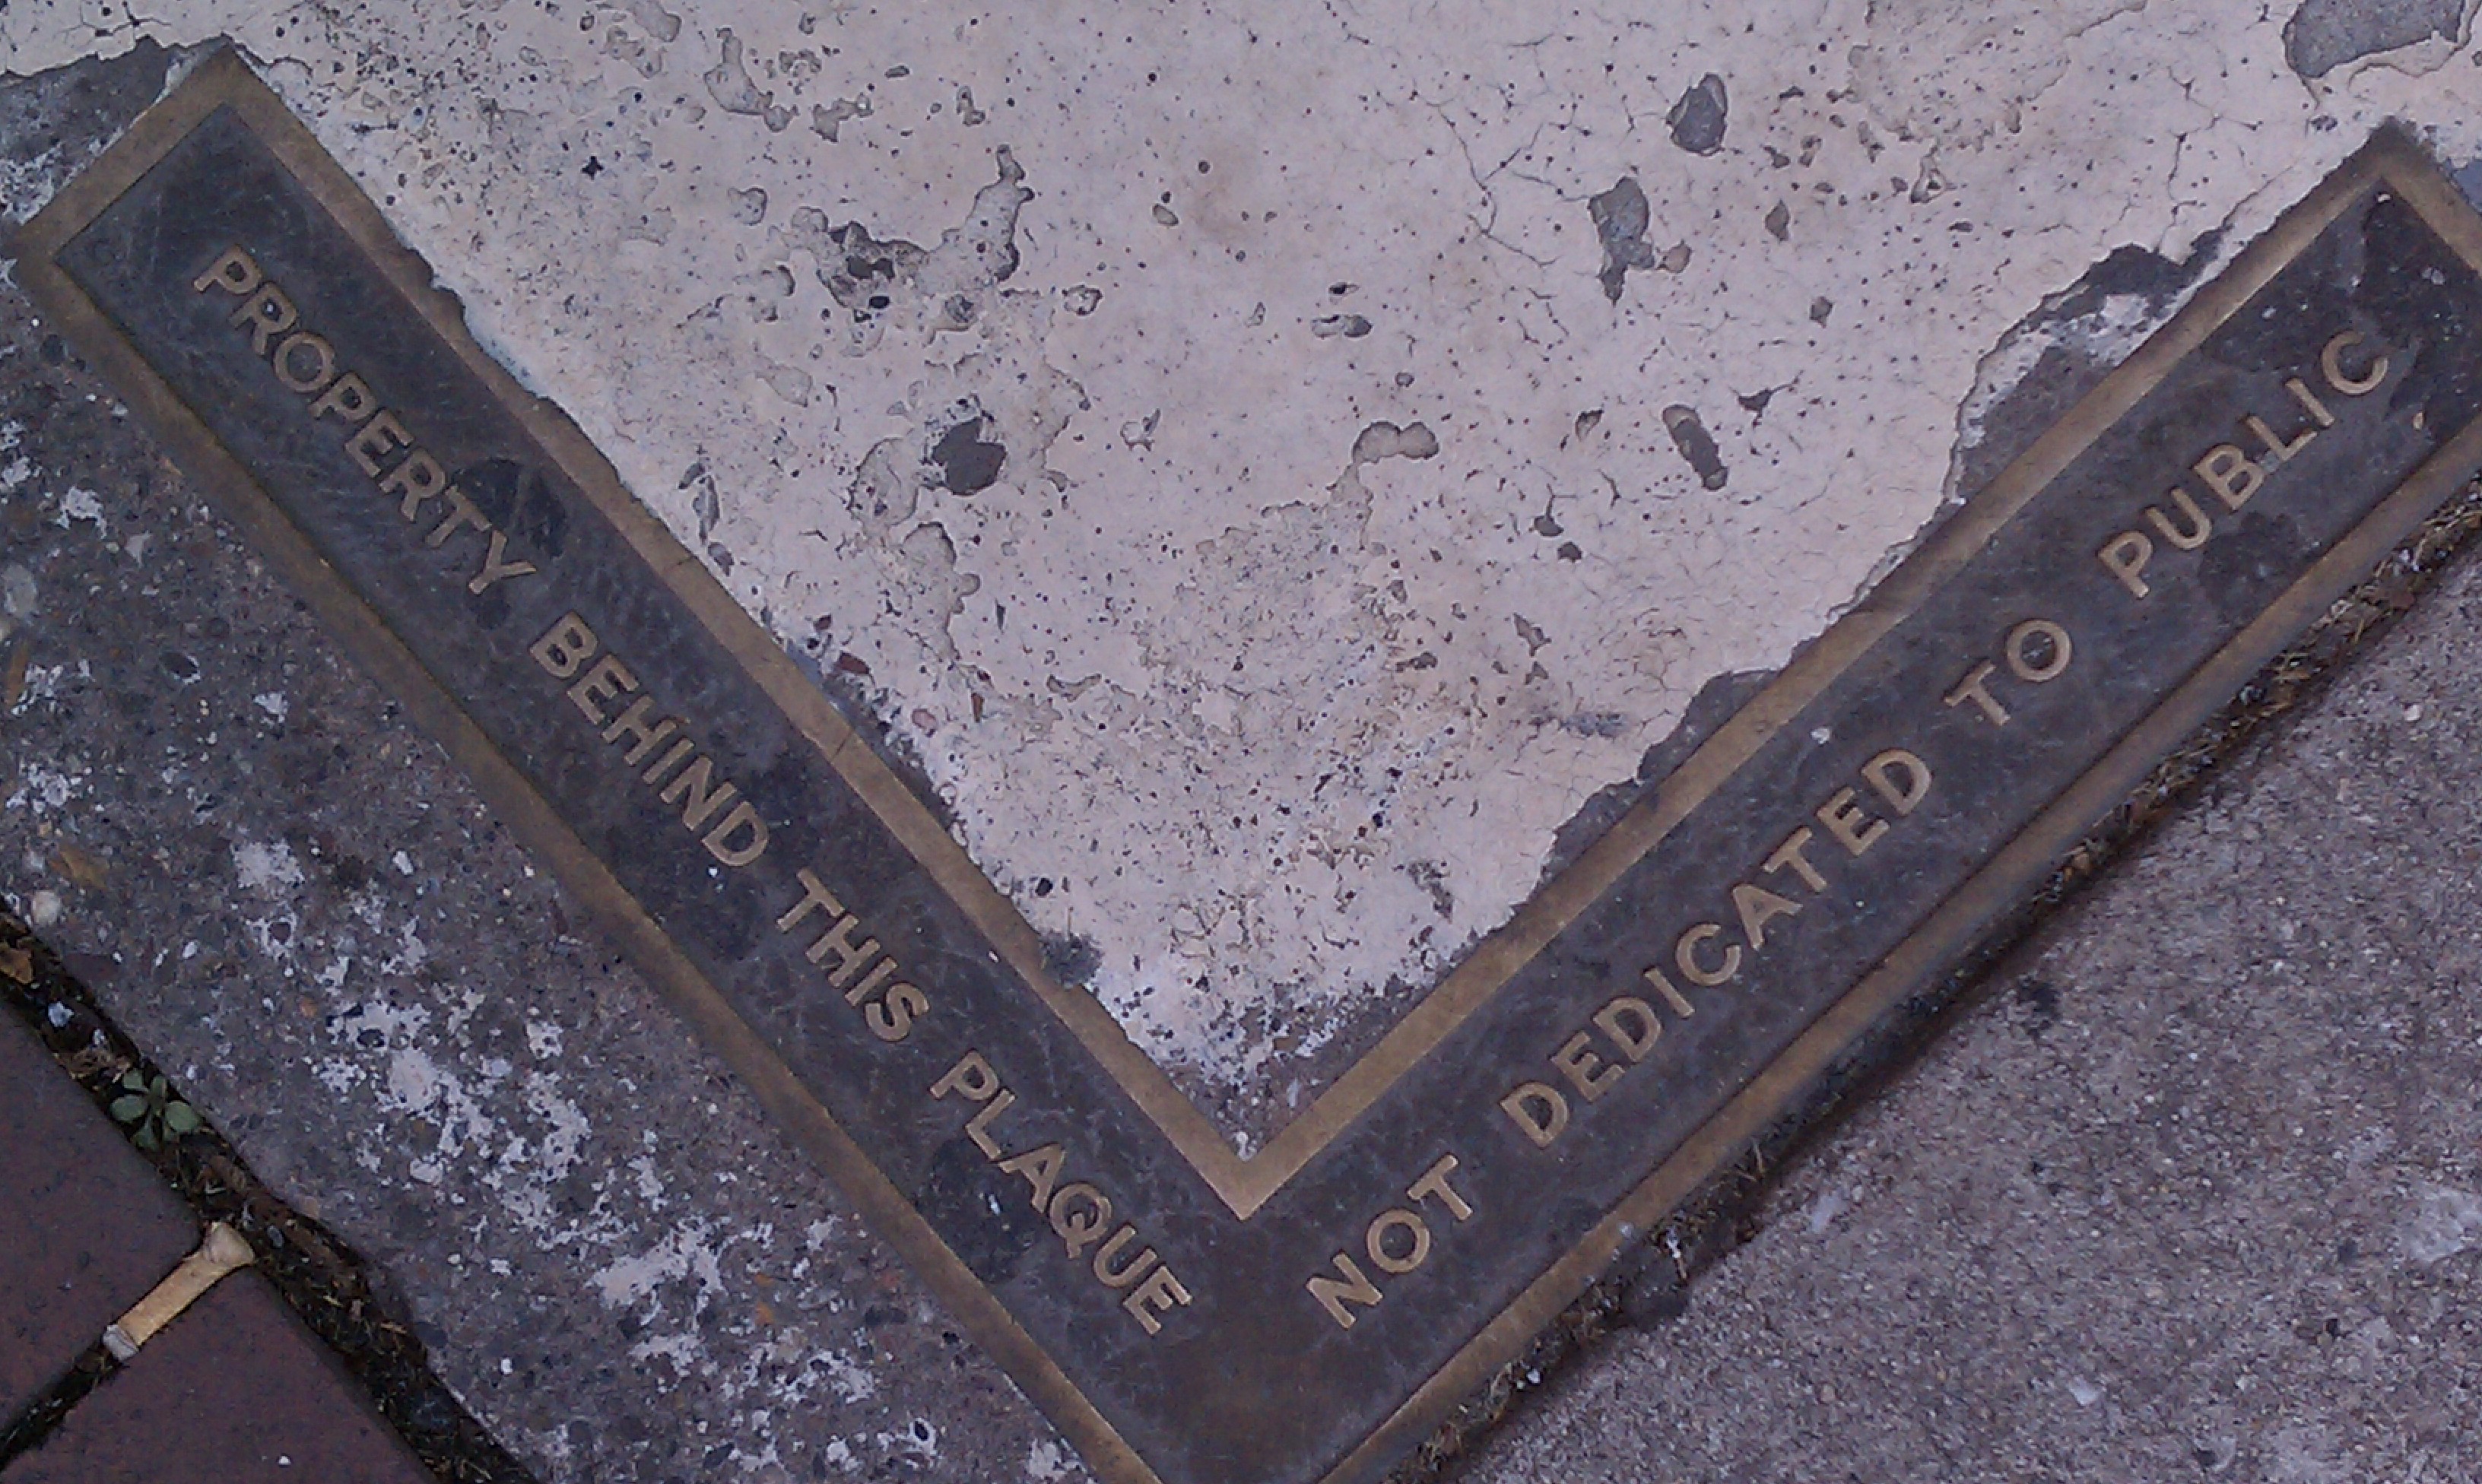 PROPERTY BEHIND THIS PLAQUE
NOT DEDICATED TO PUBLIC